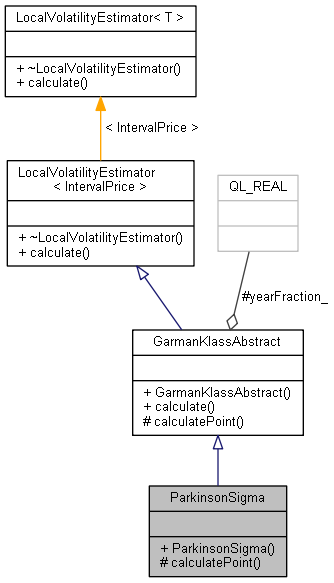 LocalVolatilityEstimator< T >
+ ~LocalVolatilityEstimator()
+ calculate()
< IntervalPrice >
LocalVolatilityEstimator
< IntervalPrice >
+ ~LocalVolatilityEstimator()
+ calculate()
QL_REAL
#yearFraction_
GarmanKlassAbstract
+ GarmanKlassAbstract()
+ calculate()
# calculatePoint()
ParkinsonSigma
+ ParkinsonSigma()
# calculatePoint()